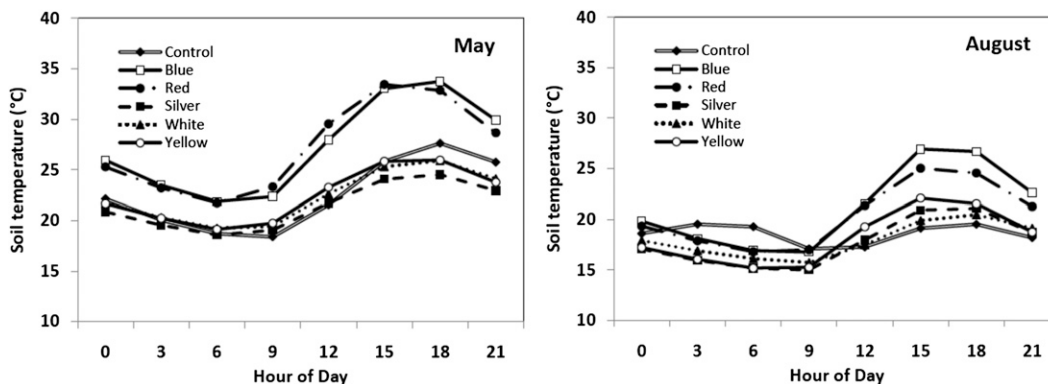 May
Soil temperature (°C)
40
35
30
25
20
15
10
Control
Blue
Red
Silver
White
Yellow
0 3 6 9 12 15 18 21
Hour of Day
August
Soil temperature (°C)
40
35
30
25
20
15
10
Control
Blue
Red
Silver
White
Yellow
0 3 6 9 12 15 18 21
Hour of Day